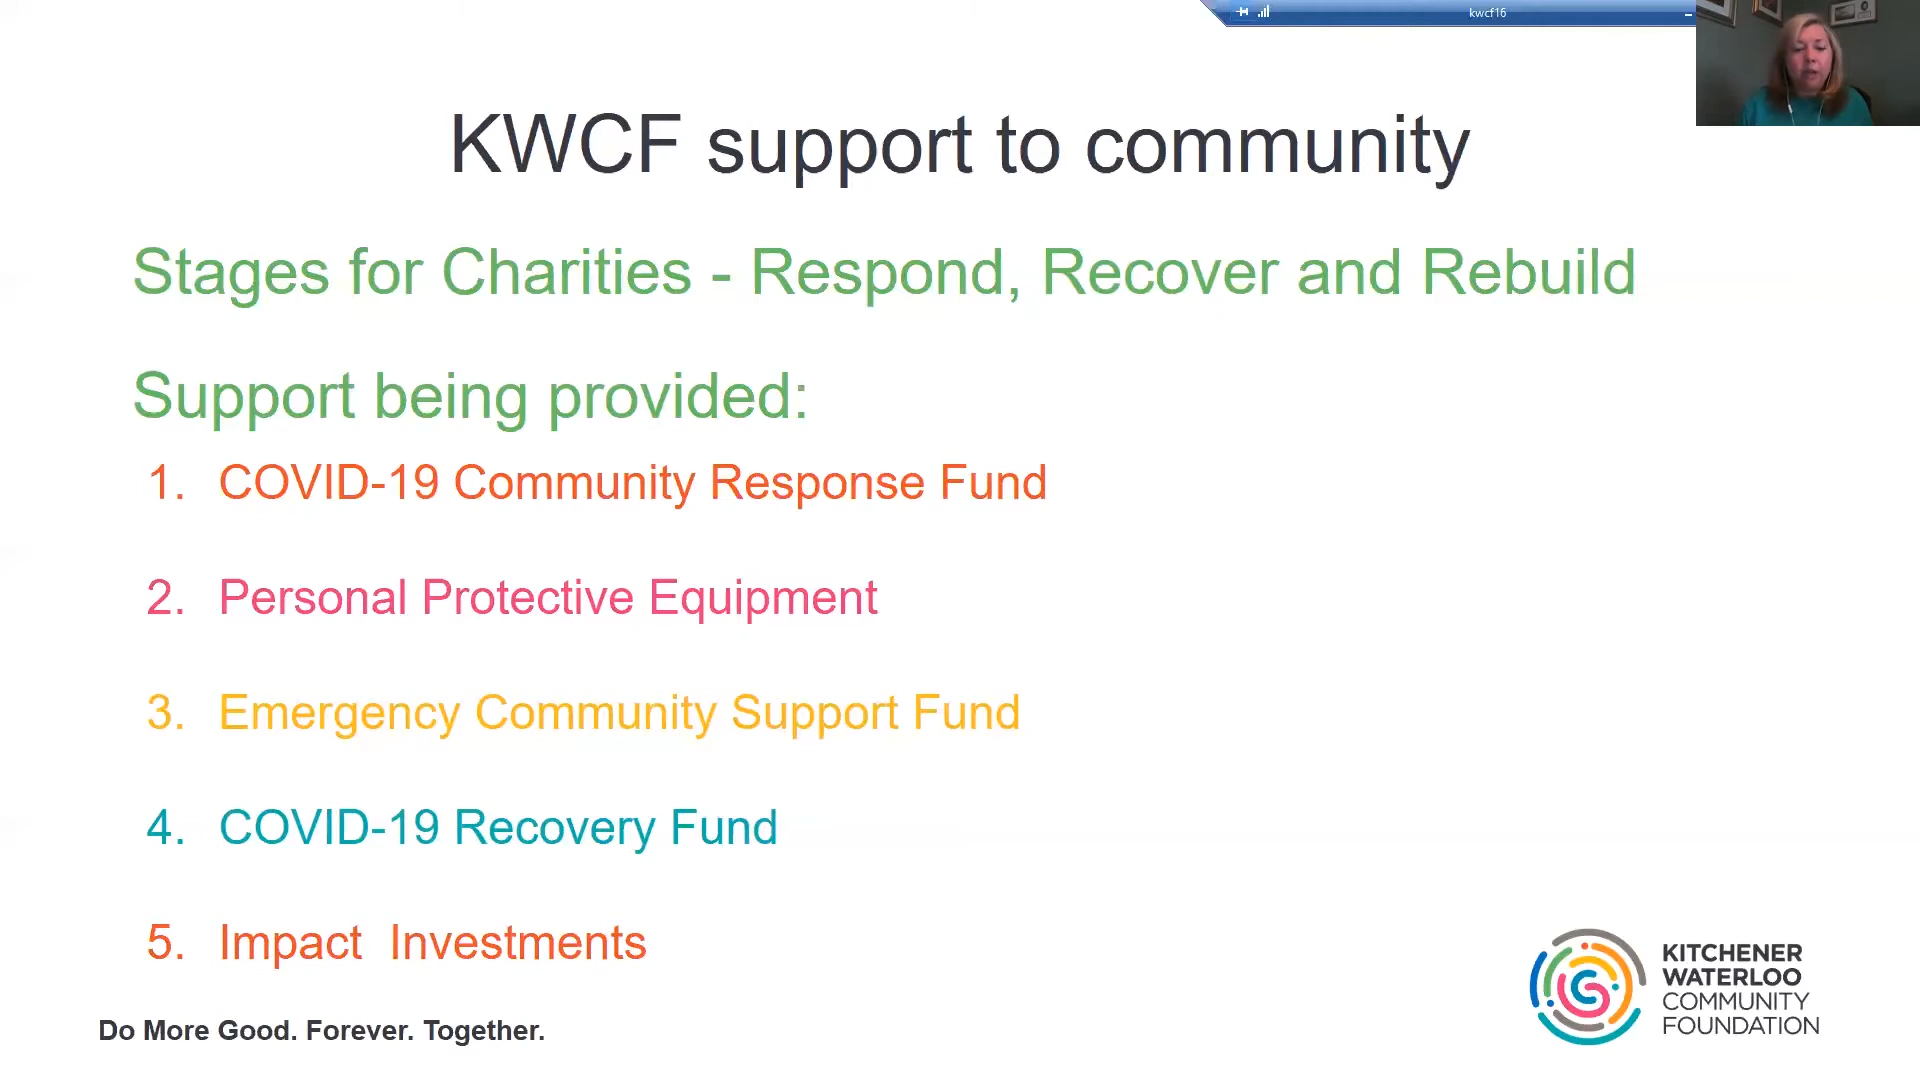 kwcf16
KWCF support to community
Stages for Charities - Respond, Recover and Rebuild
Support being provided:
1. COVID-19 Community Response Fund
2. Personal Protective Equipment
3. Emergency Community Support Fund
4. COVID-19 Recovery Fund
5. Impact Investments
Do More Good. Forever. Together.
KITCHENER
WATERLOO
COMMUNITY
FOUNDATION